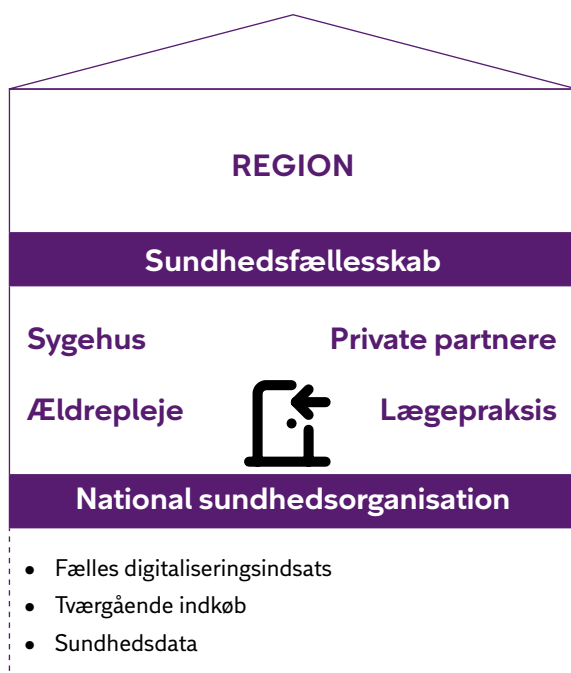 REGION
Sundhedsfællesskab
Sygehus
Private partnere
Ældrepleje
Lægepraksis
National sundhedsorganisation
• Fælles digitaliseringsindsats
• Tværgående indkøb
• Sundhedsdata